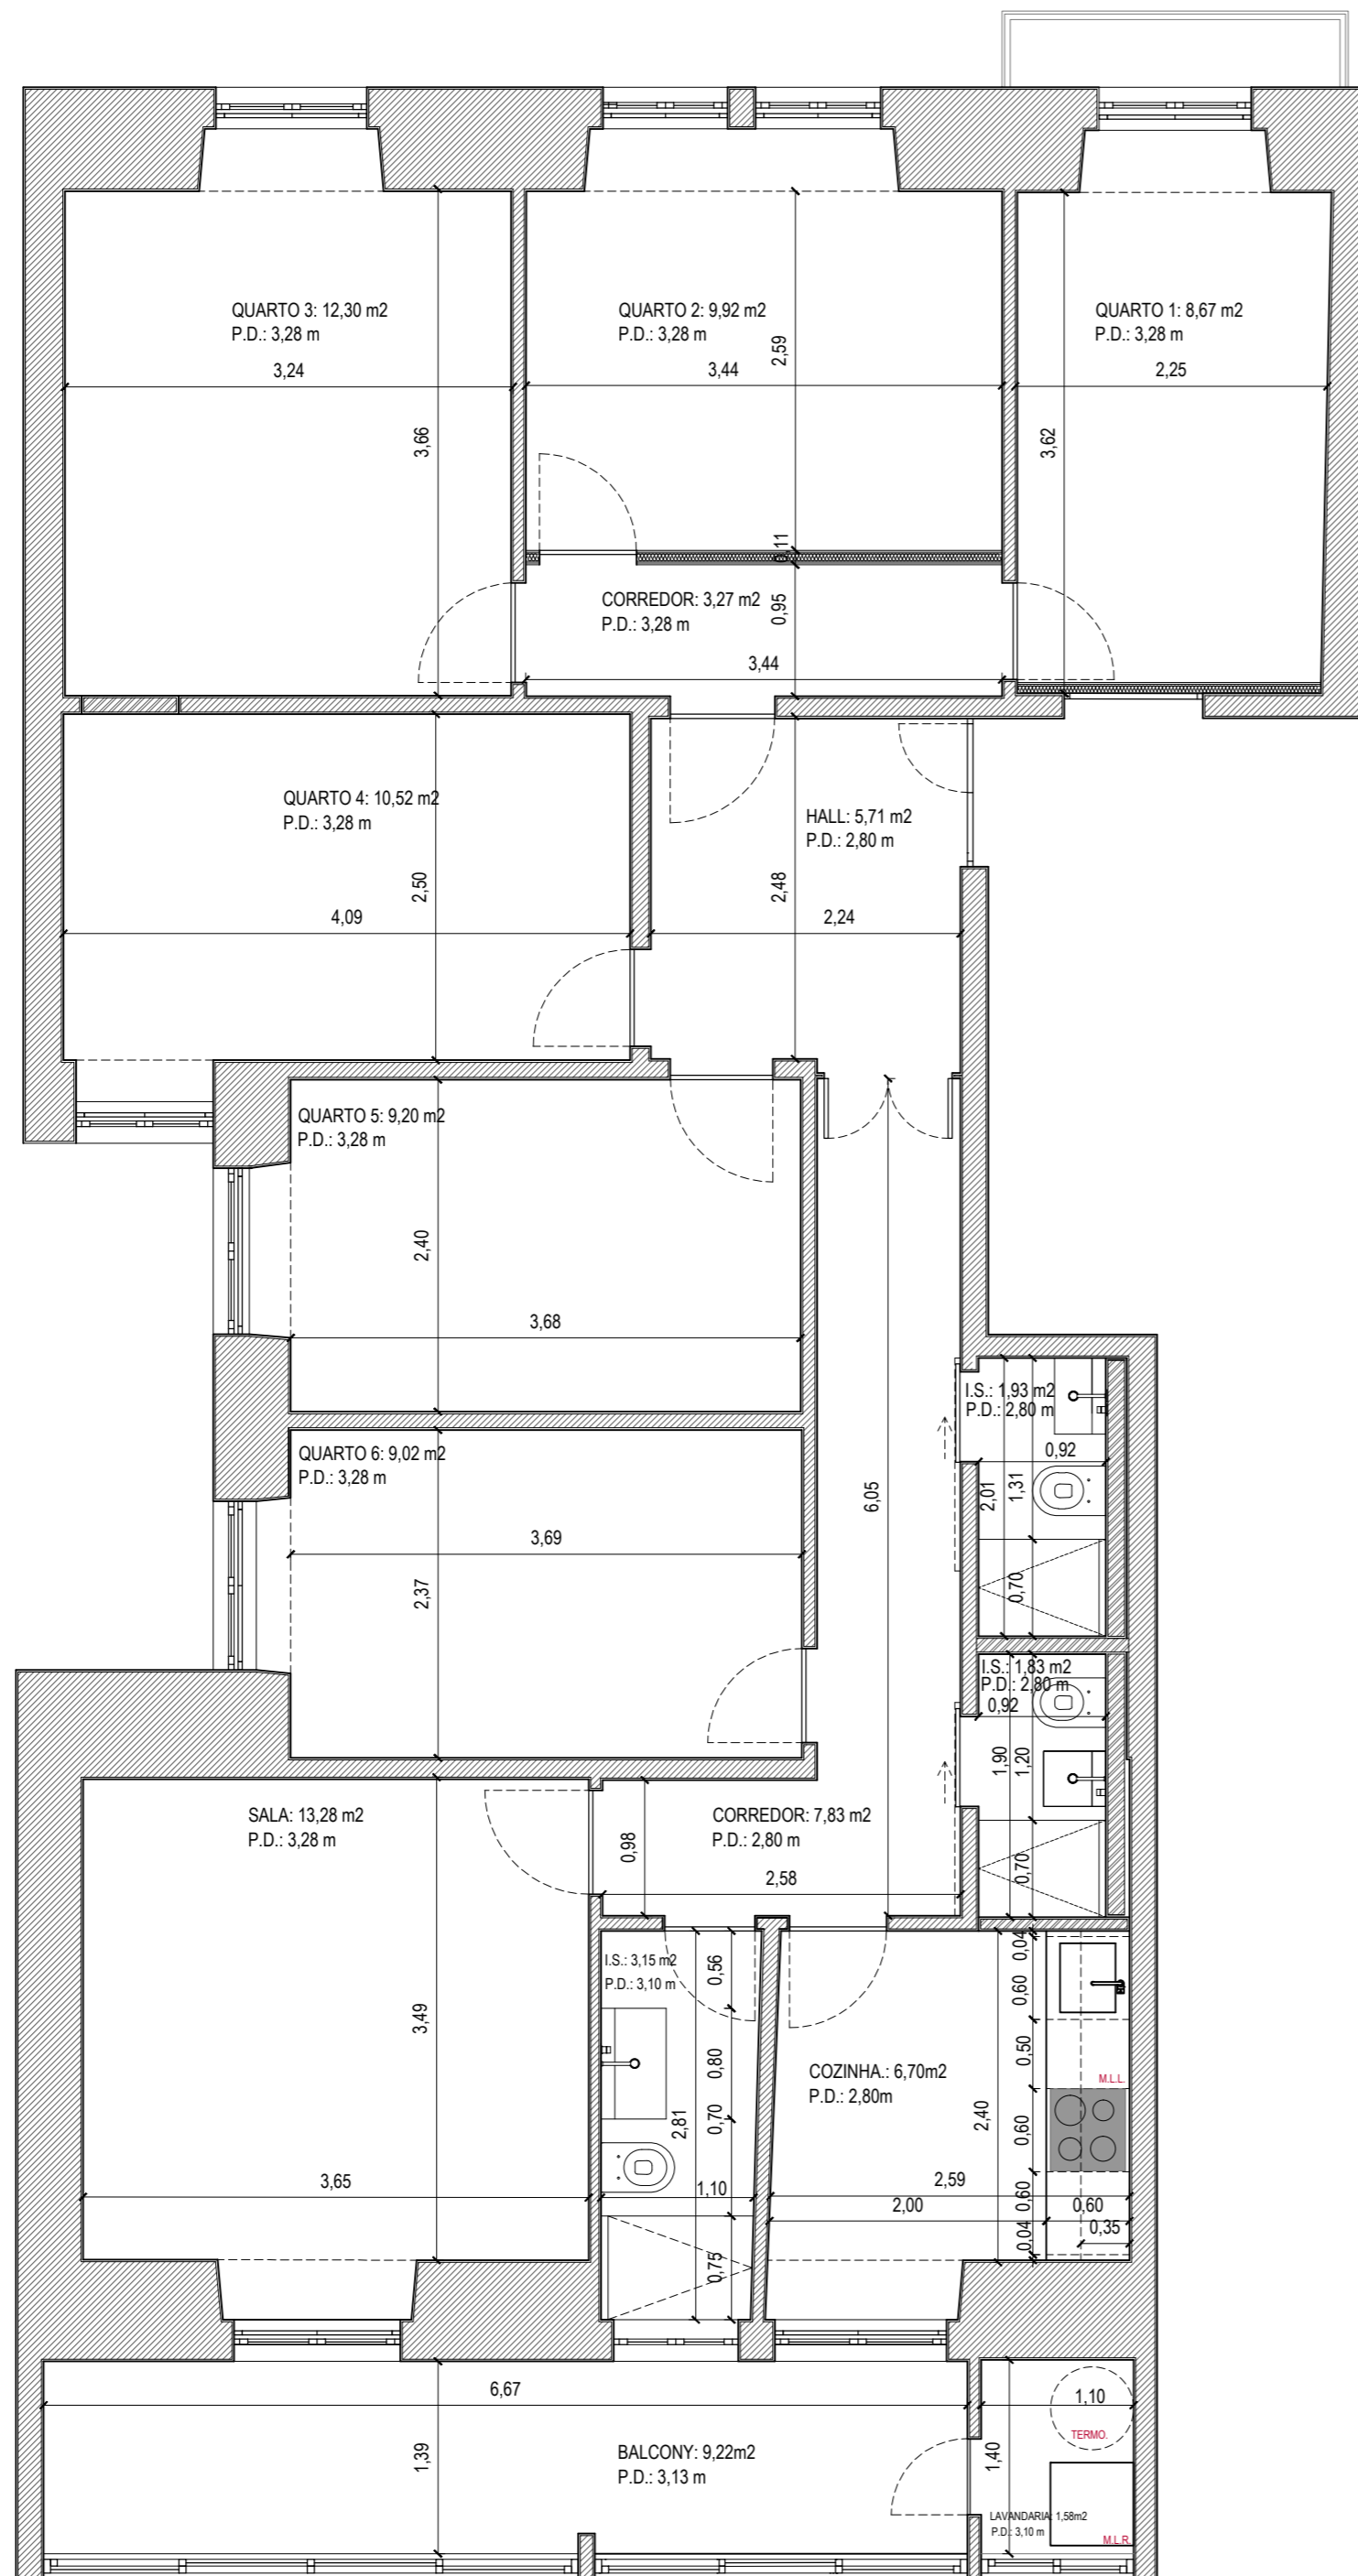 QUARTO 3: 12,30 m2
P.D.: 3,28 m
3,24
3,66
QUARTO 2: 9,92 m2
P.D.: 3,28 m
2,59
3,44
0,11
QUARTO 1: 8,67 m2
P.D.: 3,28 m
2,25
3,62
CORREDOR: 3,27 m2
P.D.: 3,28 m
0,95
3,44
QUARTO 4: 10,52 m2
P.D.: 3,28 m
2,50
4,09
HALL: 5,71 m2
P.D.: 2,80 m
2,48
2,24
QUARTO 5: 9,20 m2
P.D.: 3,28 m
2,40
3,68
QUARTO 6: 9,02 m2
P.D.: 3,28 m
3,69
2,37
6,05
I.S.: 1,93 m2
P.D.: 2,80 m
0,92
2,01
1,31
0,70
I.S.: 1,83 m2
P.D.: 2,80 m
0,92
1,90
1,20
0,70
SALA: 13,28 m2
P.D.: 3,28 m
3,49
3,65
CORREDOR: 7,83 m2
P.D.: 2,80 m
0,98
2,58
I.S.: 3,15 m2
P.D.: 3,10 m
0,56
0,80
0,70
2,81
1,10
0,75
COZINHA.: 6,70m2
P.D.: 2,80m
2,40
2,59
2,00
0,60
0,35
0,04
0,60
0,50
M.L.L.
0,60
0,60
0,04
6,67
1,39
BALCONY: 9,22m2
P.D.: 3,13 m
1,10
TERMO.
1,40
LAVANDARIA: 1,58m2
P.D.: 3,10 m
M.L.R.